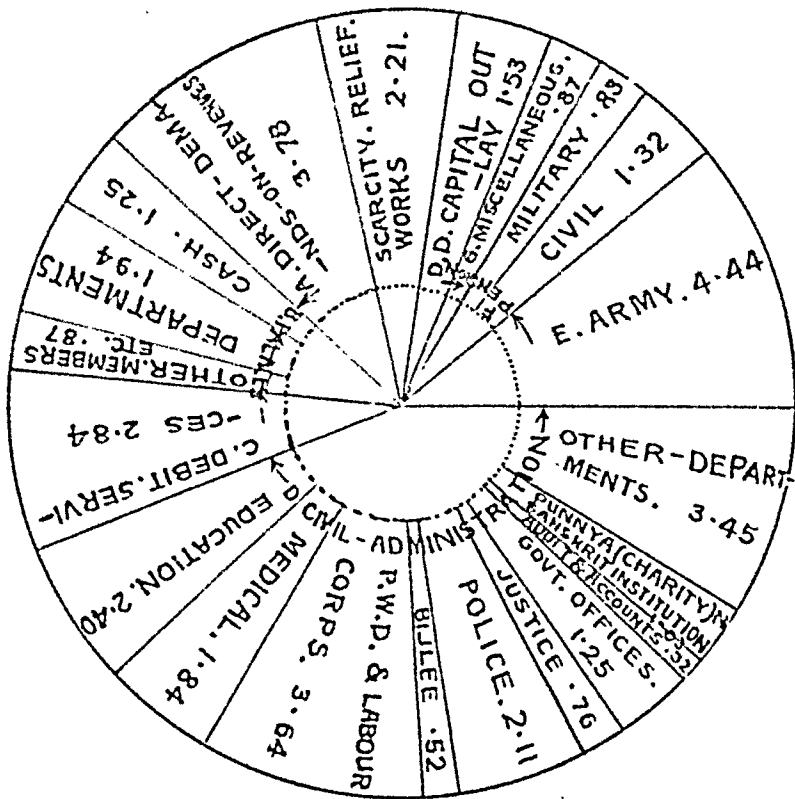 SCARCITY. RELIEF.
WORKS 2·21.
D.D. CAPITAL OUT
-LAY 1·53
G. MISCELLANEOUS.
·87
MILITARY ·83
CIVIL 1·32
E. ARMY. 4·44
OTHER-DEPART-
MENTS. 3·45
PUNNYA (CHARITY)
SANSKRIT INSTITUTION
AUDIT & ACCOUNTS ·32
GOVT. OFFICES.
1·25
JUSTICE ·76
POLICE. 2·11
BIJLEE ·52
P.W.D. & LABOUR
CORPS. 3·64
MEDICAL. 1·84
EDUCATION. 2·40
D CIVIL-ADMINISTRATION
C. DEBIT. SERVI-
-CES 2·84
OTHER. MEMBERS
ETC. ·87
DEPARTMENTS
1·94
CASH. 1·25
A. DIRECT-DEMA-
-NDS-ON-REVENUES
3·78